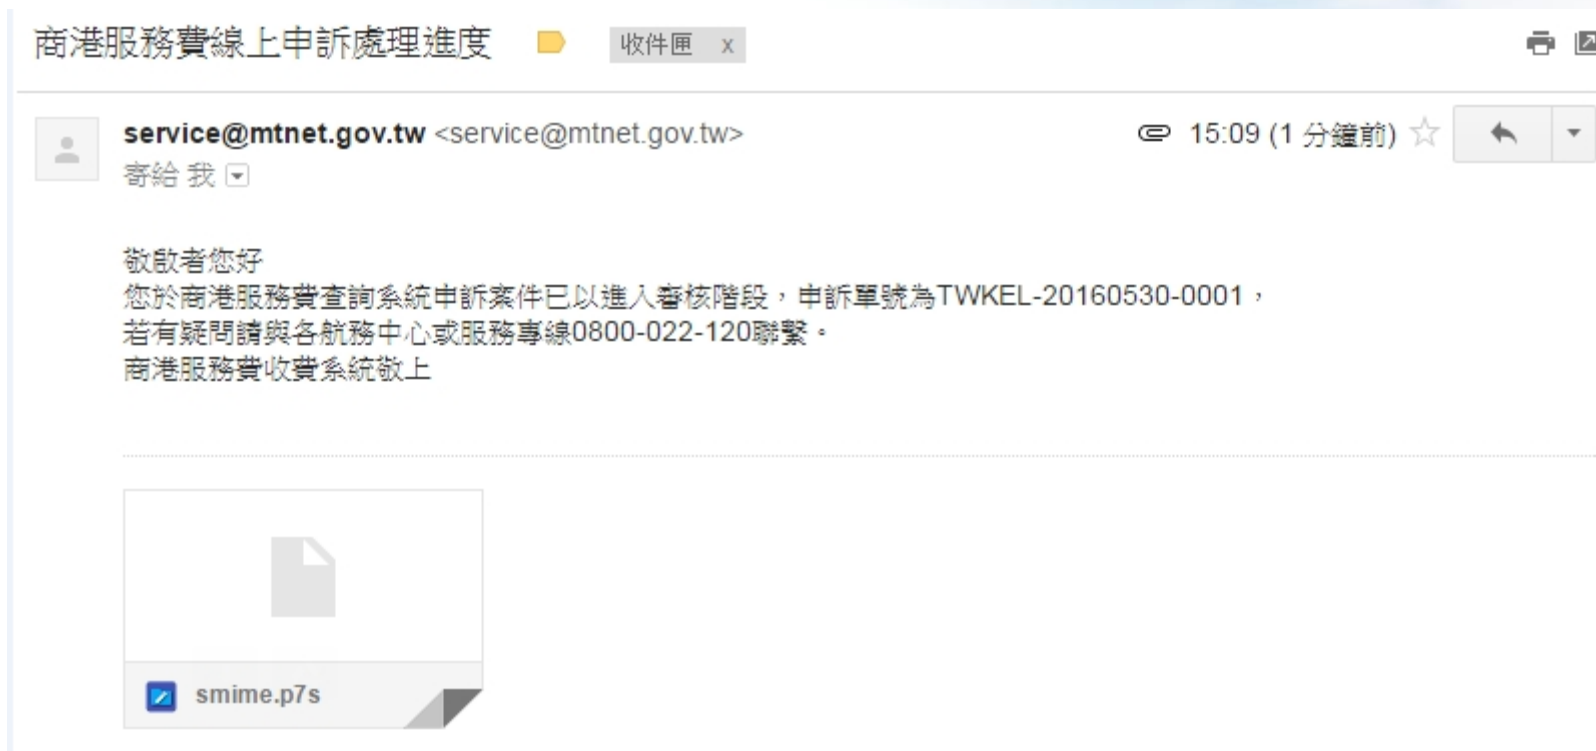 商港服務費線上申訴處理進度 收件匣 x
service@mtnet.gov.tw <service@mtnet.gov.tw> 15:09 (1 分鐘前)
寄給 我
敬啟者您好
您於商港服務費查詢系統申訴案件已以進入審核階段，申訴單號為TWKEL-20160530-0001，
若有疑問請與各航務中心或服務專線0800-022-120聯繫。
商港服務費收費系統敬上
smime.p7s